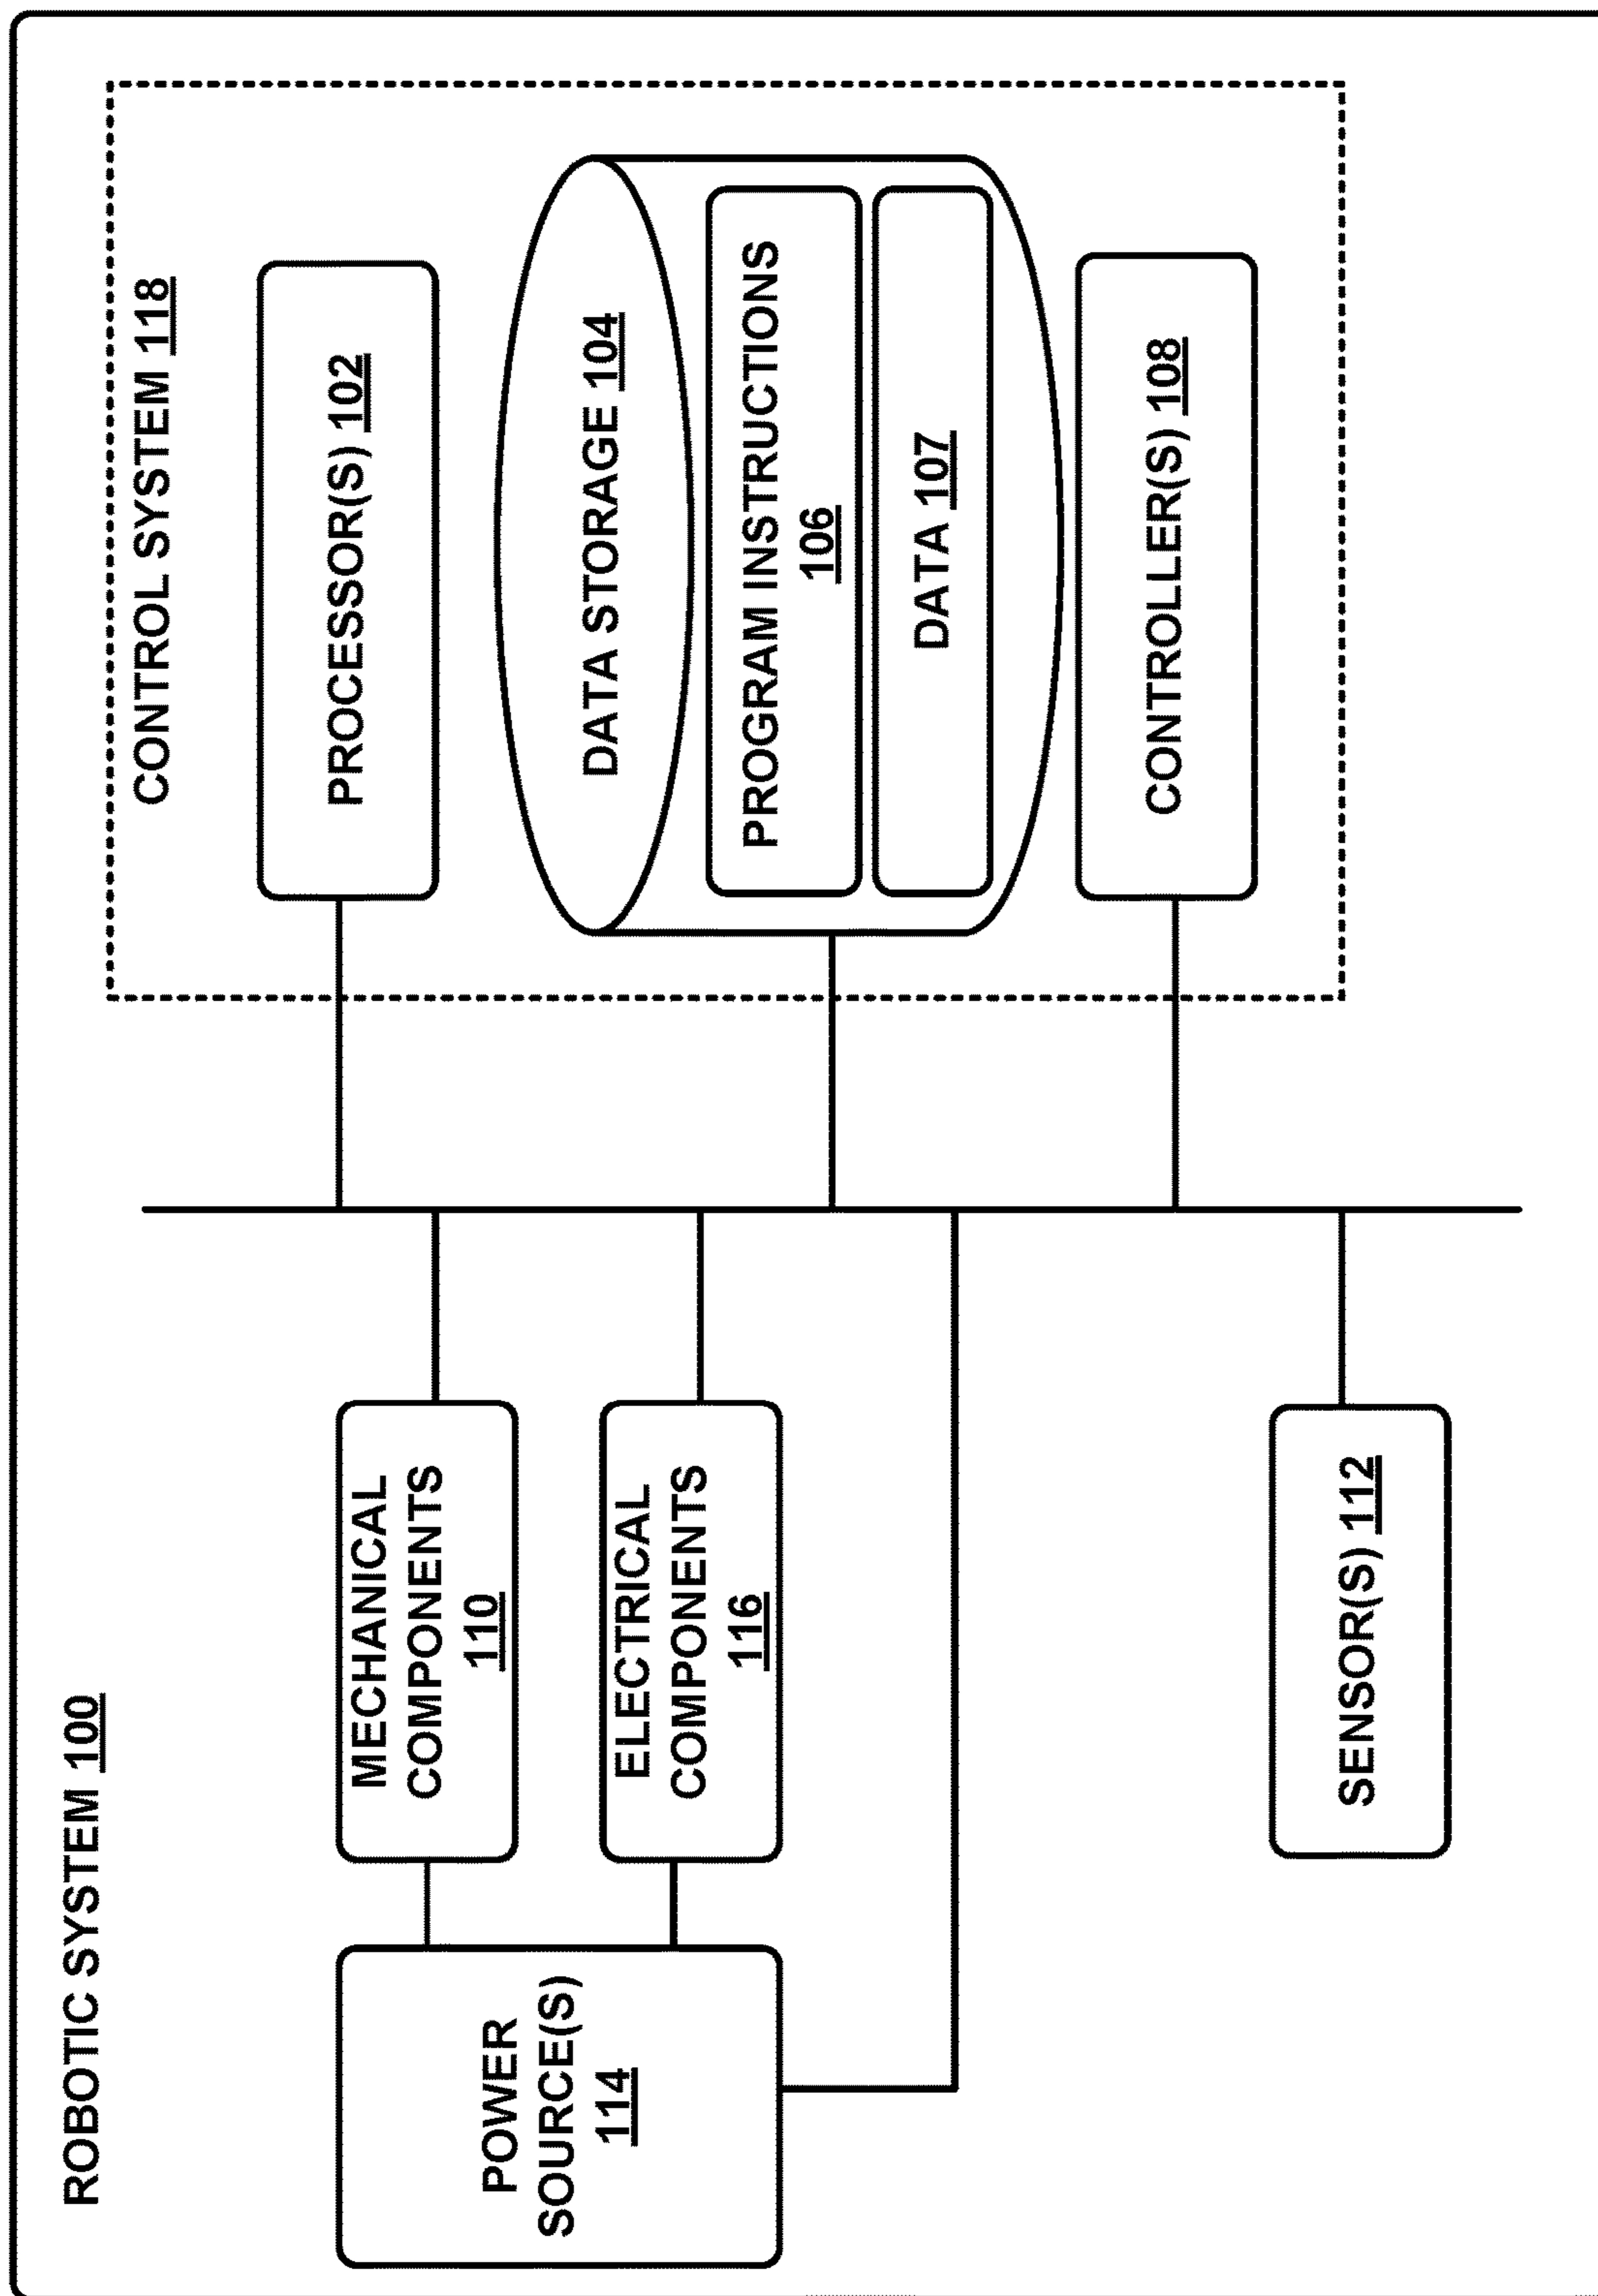 ROBOTIC SYSTEM 100
CONTROL SYSTEM 118
PROCESSOR(S) 102
DATA STORAGE 104
PROGRAM INSTRUCTIONS
106
DATA 107
CONTROLLER(S) 108
MECHANICAL
COMPONENTS
110
ELECTRICAL
COMPONENTS
116
POWER
SOURCE(S)
114
SENSOR(S) 112